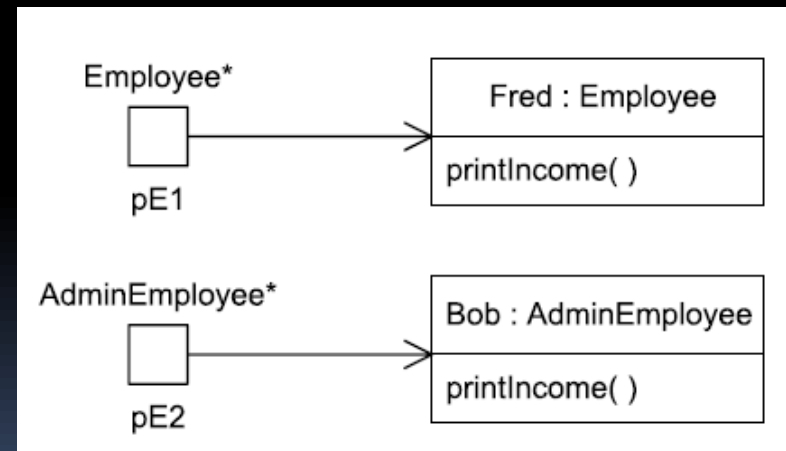 Employee*
Fred : Employee
printIncome( )
pE1
AdminEmployee*
Bob : AdminEmployee
printIncome( )
pE2